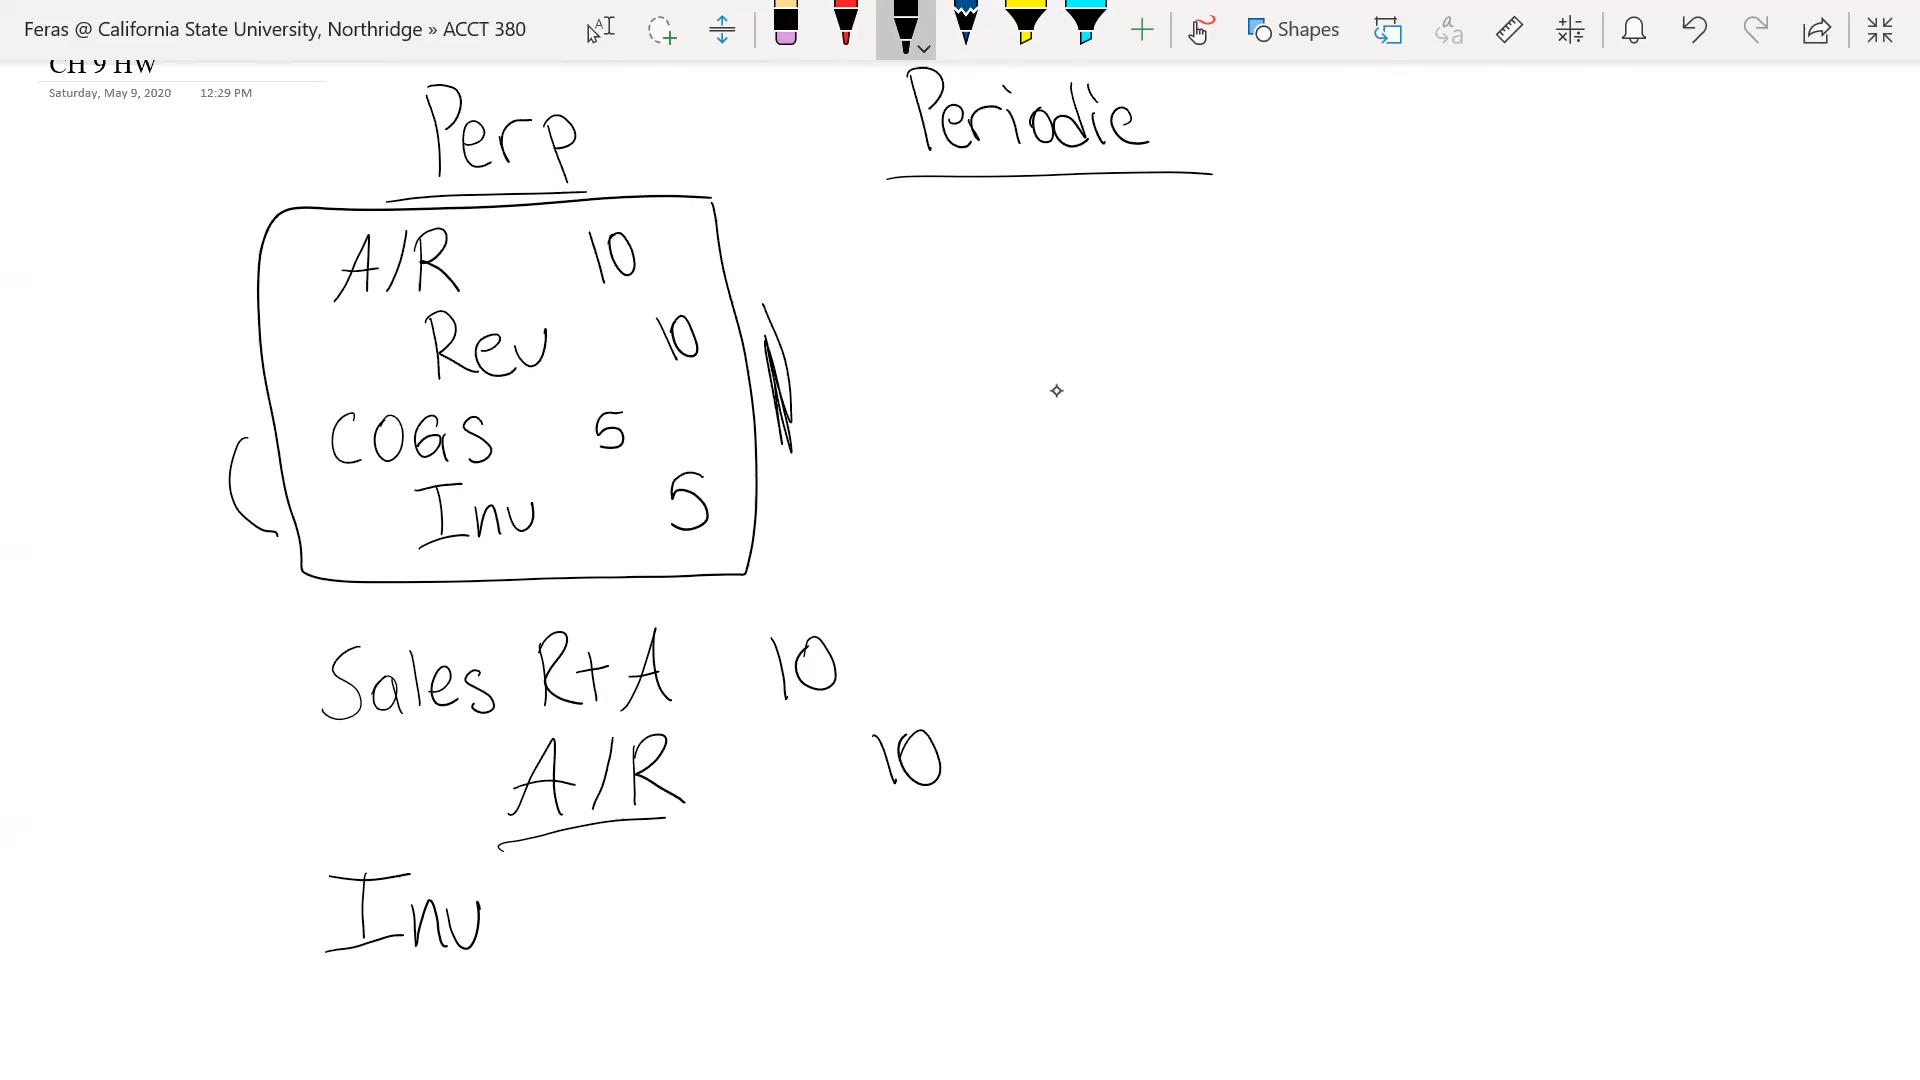 Feras @ California State University, Northridge » ACCT 380
Shapes
CH 9 HW
Saturday, May 9, 2020 12:29 PM
Perp
Periodic
A/R 10
Rev 10
COGS 5
Inv 5
Sales R+A 10
A/R 10
Inv